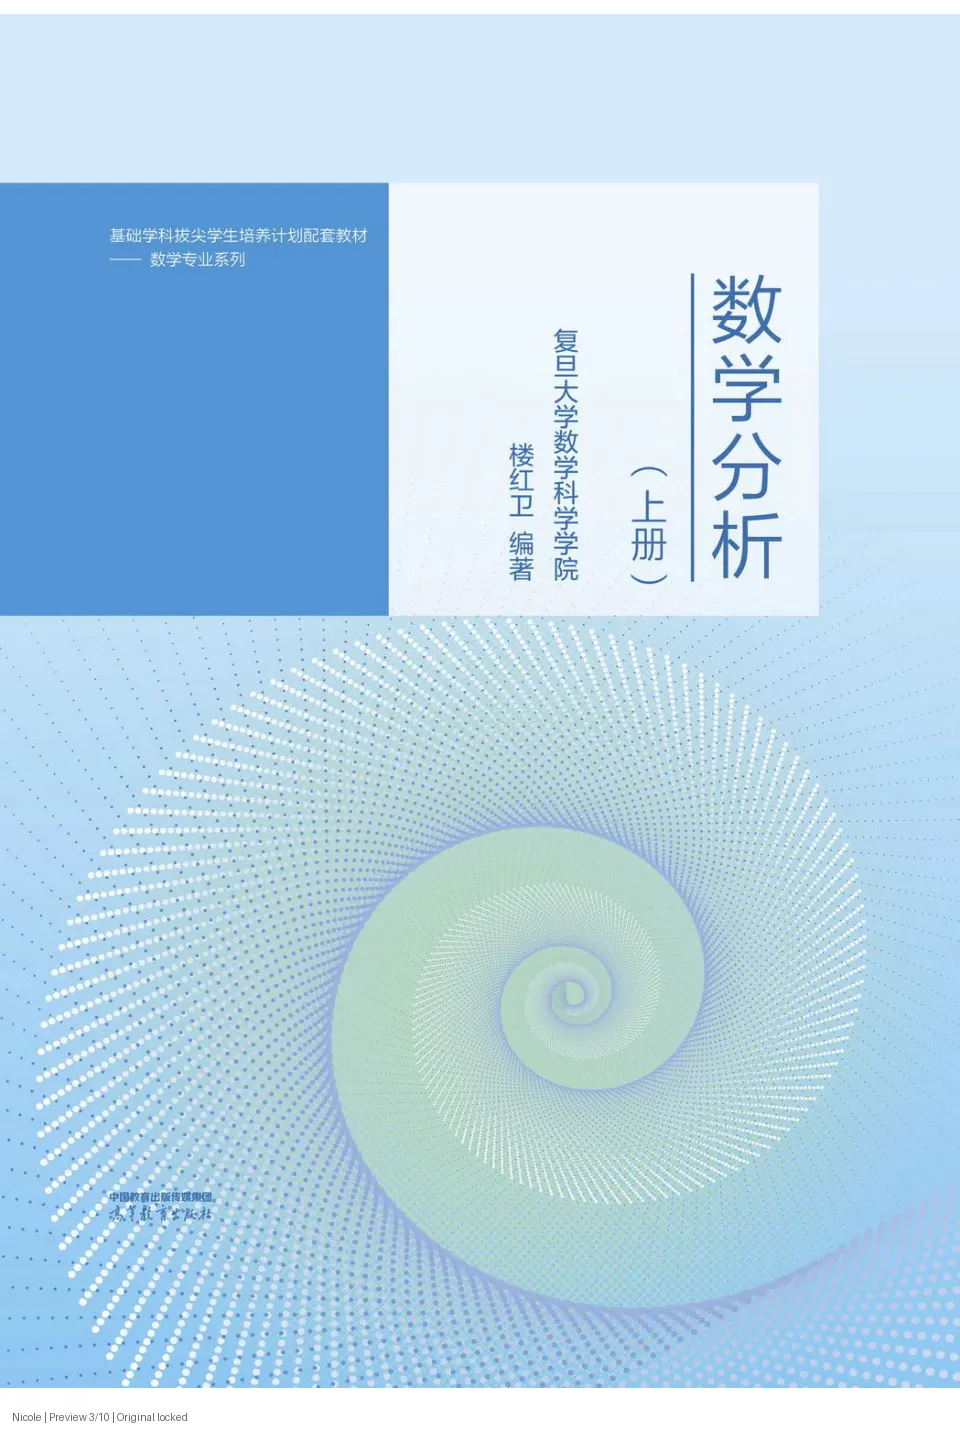 基础学科拔尖学生培养计划配套教材
—— 数学专业系列
数学分析
（上册）
复旦大学数学科学学院
楼红卫 编著
中国教育出版传媒集团
高等教育出版社
Nicole | Preview 3/10 | Original locked